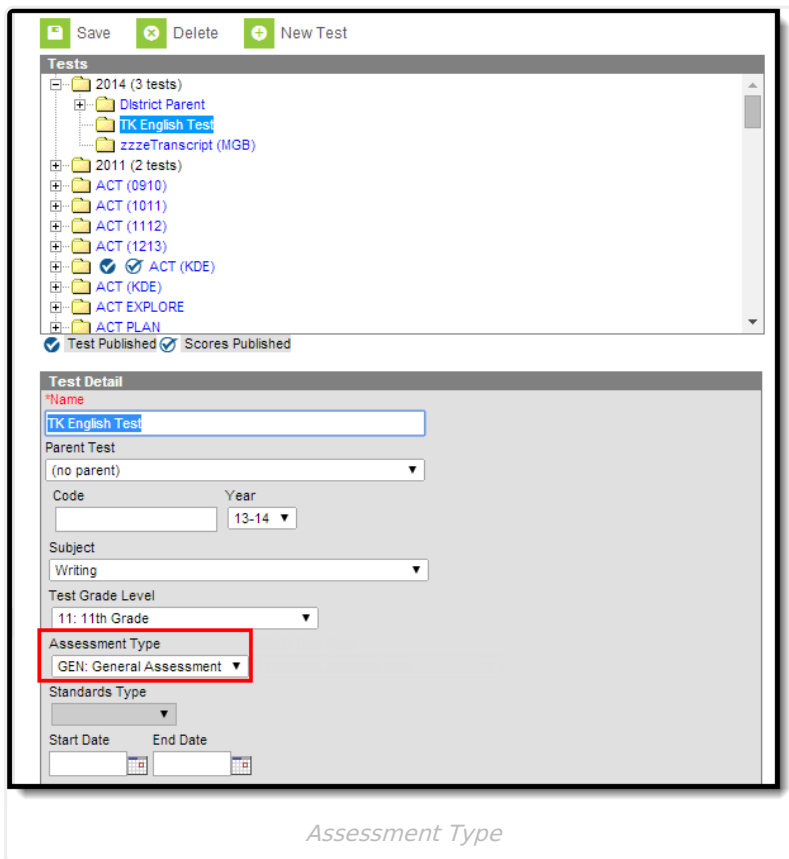 Save Delete New Test
Tests
2014 (3 tests)
District Parent
TK English Test
zzzeTranscript (MGB)
2011 (2 tests)
ACT (0910)
ACT (1011)
ACT (1112)
ACT (1213)
ACT (KDE)
ACT (KDE)
ACT EXPLORE
ACT PLAN
Test Published Scores Published
Test Detail
*Name
TK English Test
Parent Test
(no parent)
Code Year
13-14
Subject
Writing
Test Grade Level
11: 11th Grade
Assessment Type
GEN: General Assessment
Standards Type
Start Date End Date
Assessment Type